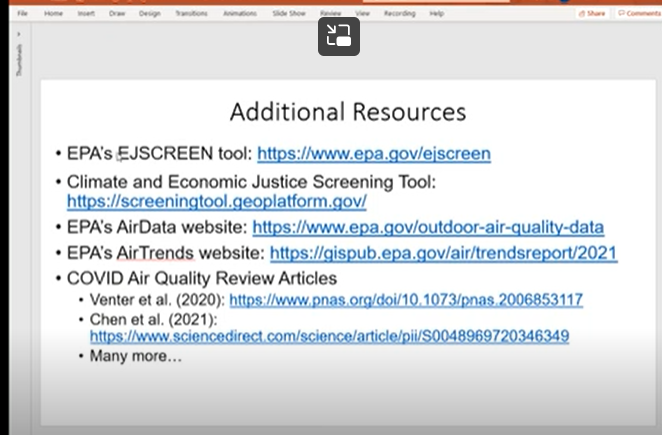 File Home Insert Draw Design Transitions Animations Slide Show Review View Recording Help Share Comments
Thumbnails
Additional Resources
• EPA's EJSCREEN tool: https://www.epa.gov/ejscreen
• Climate and Economic Justice Screening Tool:
https://screeningtool.geoplatform.gov/
• EPA's AirData website: https://www.epa.gov/outdoor-air-quality-data
• EPA's AirTrends website: https://gispub.epa.gov/air/trendsreport/2021
• COVID Air Quality Review Articles
• Venter et al. (2020): https://www.pnas.org/doi/10.1073/pnas.2006853117
• Chen et al. (2021):
https://www.sciencedirect.com/science/article/pii/S0048969720346349
• Many more...